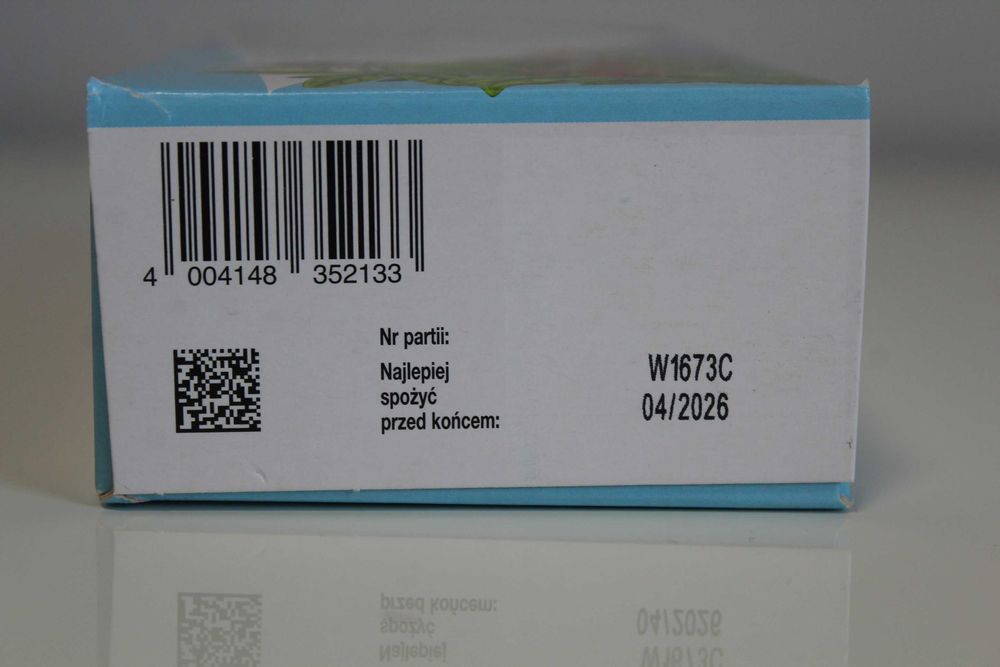 4 004148 352133
Nr partii:
Najlepiej
spożyć
przed końcem:
W1673C
04/2026